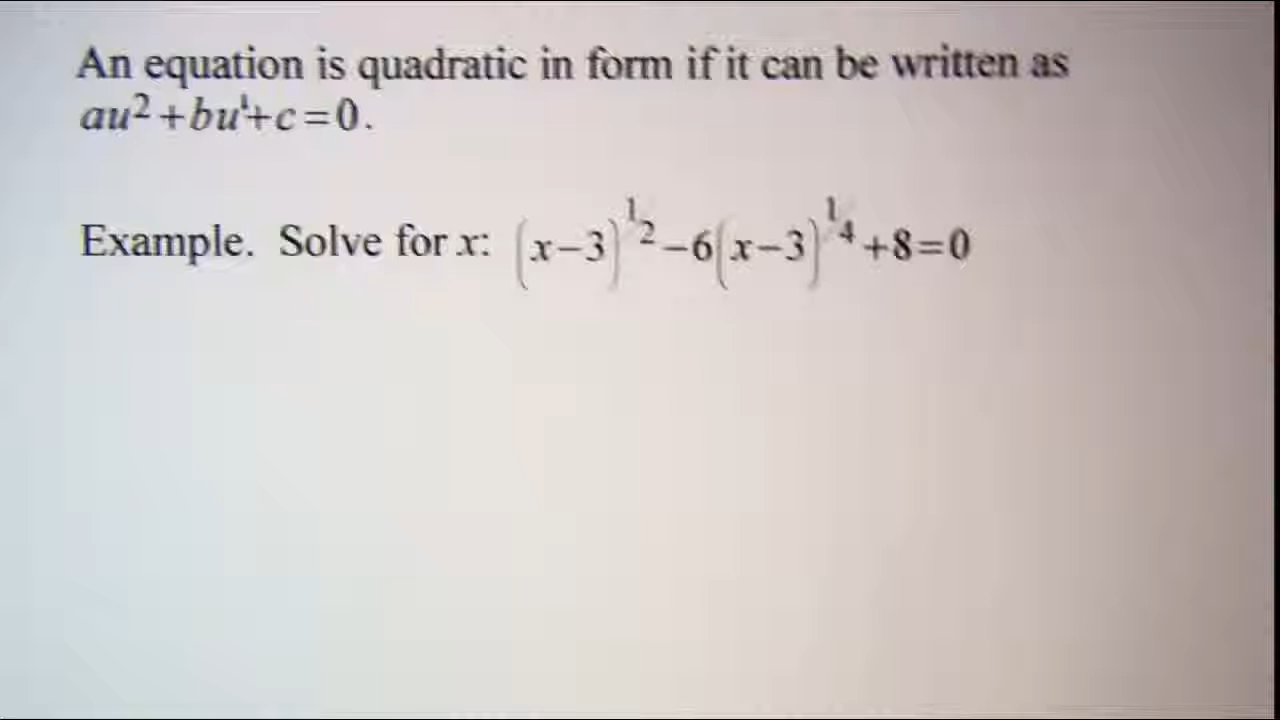 An equation is quadratic in form if it can be written as
au²+bu¹+c=0.
Example. Solve for x: (x−3)^1/2−6(x−3)^1/4+8=0